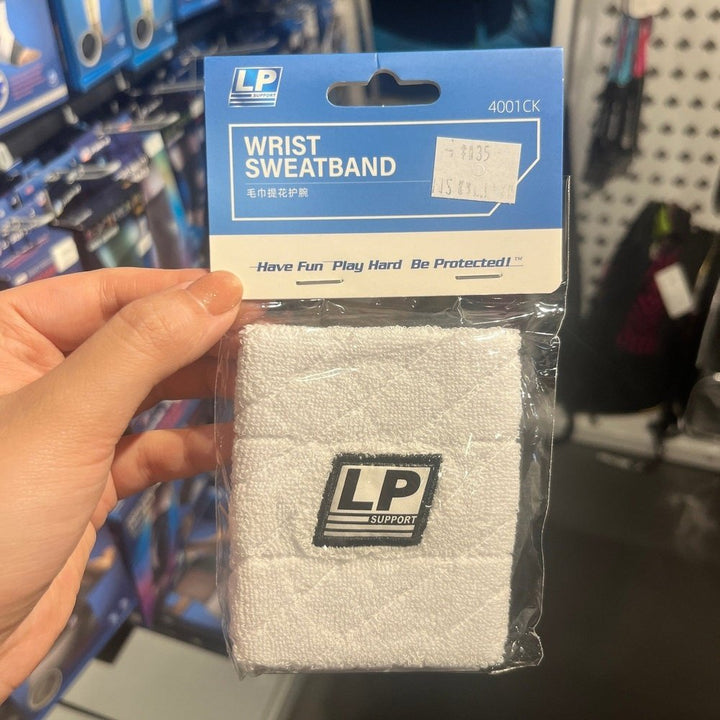 LP
SUPPORT
4001CK
WRIST
SWEATBAND
毛巾提花护腕
Have Fun Play Hard Be Protected!™
LP
SUPPORT